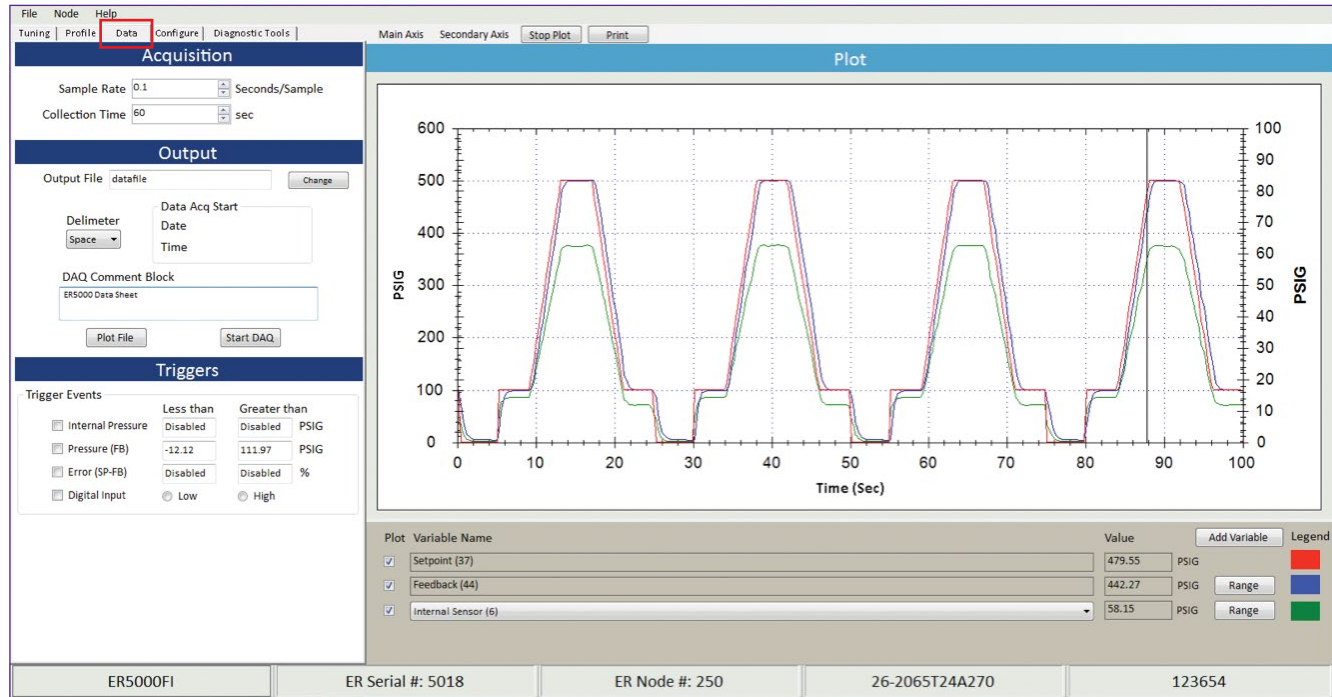 File Node Help
Tuning Profile Data Configure Diagnostic Tools
Main Axis Secondary Axis Stop Plot Print
Acquisition
Sample Rate 0.1 Seconds/Sample
Collection Time 60 sec
Output
Output File datafile Change
Delimeter
Space
Data Acq Start
Date
Time
DAQ Comment Block
ER5000 Data Sheet
Plot File Start DAQ
Triggers
Trigger Events
Less than Greater than
Internal Pressure Disabled Disabled PSIG
Pressure (FB) -12.12 111.97 PSIG
Error (SP-FB) Disabled Disabled %
Digital Input Low High
Plot
600
500
400
300
200
100
0
PSIG
100
90
80
70
60
50
40
30
20
10
0
PSIG
0 10 20 30 40 50 60 70 80 90 100
Time (Sec)
Plot Variable Name Value Add Variable Legend
Setpoint (37) 479.55 PSIG
Feedback (44) 442.27 PSIG Range
Internal Sensor (6) 58.15 PSIG Range
ER5000FI ER Serial #: 5018 ER Node #: 250 26-2065T24A270 123654